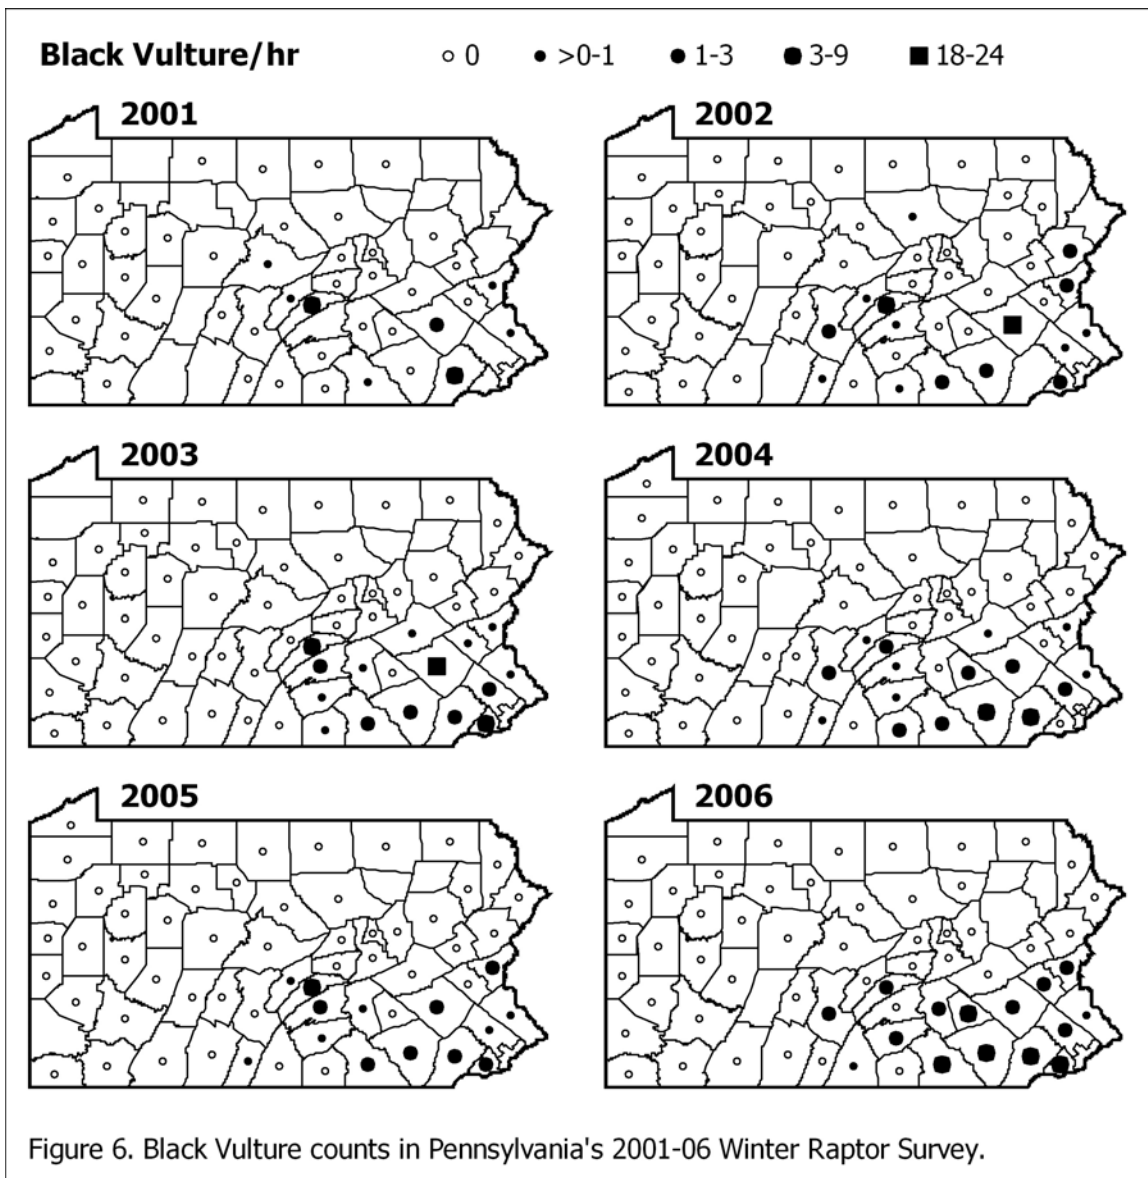 Black Vulture/hr 0 >0-1 1-3 3-9 18-24
2001 2002
2003 2004
2005 2006
Figure 6. Black Vulture counts in Pennsylvania's 2001-06 Winter Raptor Survey.